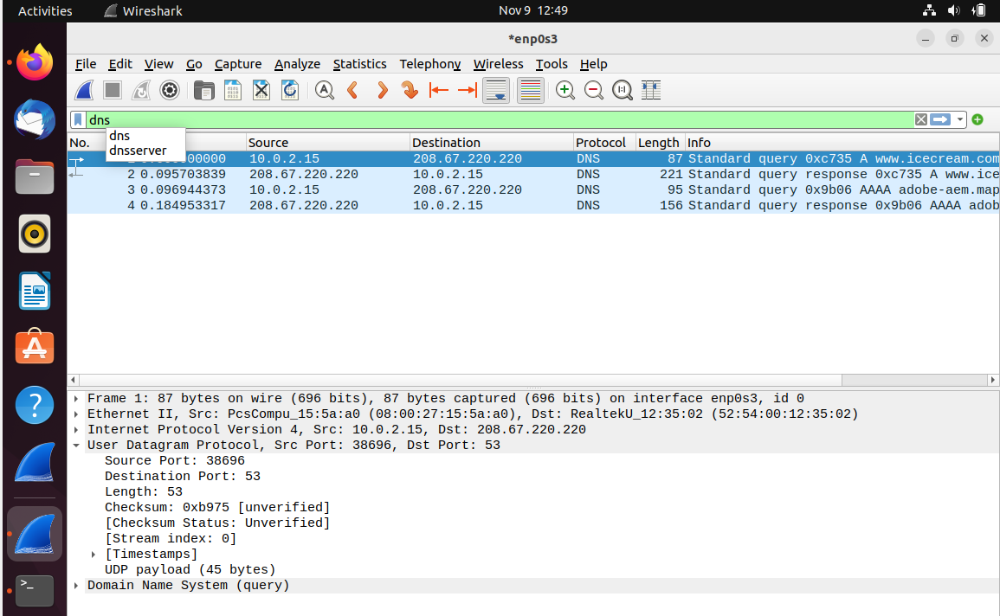 Activities Wireshark Nov 9 12:49
*enp0s3
File Edit View Go Capture Analyze Statistics Telephony Wireless Tools Help
dns
dns
dnsserver
No. Source Destination Protocol Length Info
10.0.2.15 208.67.220.220 DNS 87 Standard query 0xc735 A www.icecream.com
2 0.095703839 208.67.220.220 10.0.2.15 DNS 221 Standard query response 0xc735 A www.ice
3 0.096944373 10.0.2.15 208.67.220.220 DNS 95 Standard query 0x9b06 AAAA adobe-aem.map
4 0.184953317 208.67.220.220 10.0.2.15 DNS 156 Standard query response 0x9b06 AAAA adob
Frame 1: 87 bytes on wire (696 bits), 87 bytes captured (696 bits) on interface enp0s3, id 0
Ethernet II, Src: PcsCompu_15:5a:a0 (08:00:27:15:5a:a0), Dst: RealtekU_12:35:02 (52:54:00:12:35:02)
Internet Protocol Version 4, Src: 10.0.2.15, Dst: 208.67.220.220
User Datagram Protocol, Src Port: 38696, Dst Port: 53
Source Port: 38696
Destination Port: 53
Length: 53
Checksum: 0xb975 [unverified]
[Checksum Status: Unverified]
[Stream index: 0]
[Timestamps]
UDP payload (45 bytes)
Domain Name System (query)